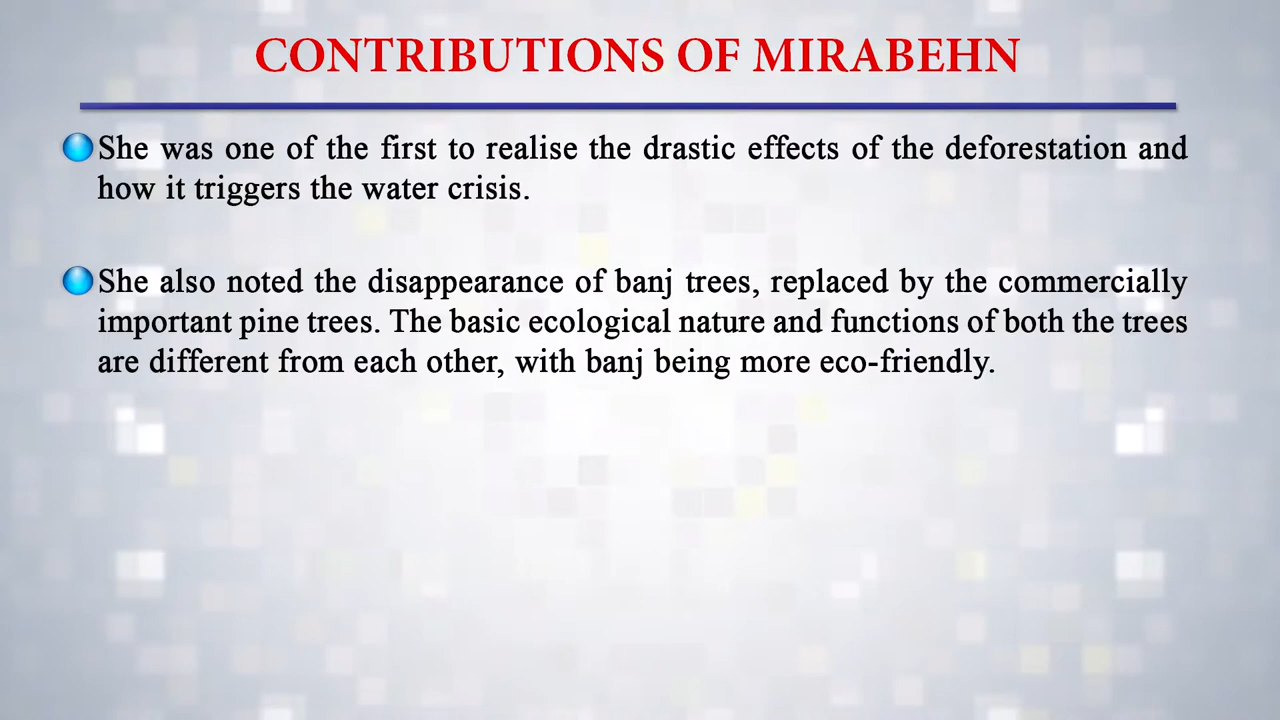 CONTRIBUTIONS OF MIRABEHN
She was one of the first to realise the drastic effects of the deforestation and
how it triggers the water crisis.
She also noted the disappearance of banj trees, replaced by the commercially
important pine trees. The basic ecological nature and functions of both the trees
are different from each other, with banj being more eco-friendly.